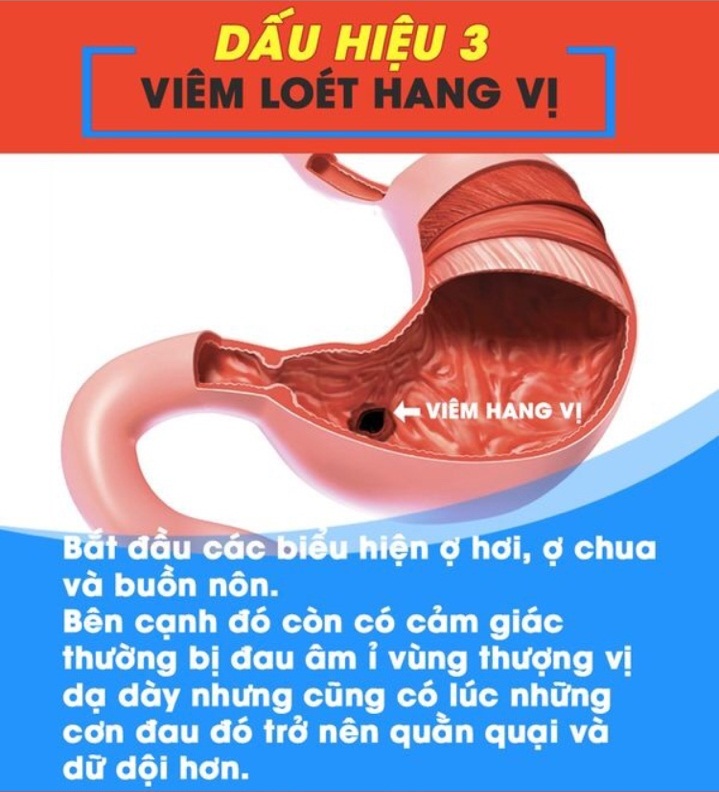 DẤU HIỆU 3
VIÊM LOÉT HANG VỊ
VIÊM HANG VỊ
Bắt đầu các biểu hiện ợ hơi, ợ chua
và buồn nôn.
Bên cạnh đó còn có cảm giác
thường bị đau âm ỉ vùng thượng vị
dạ dày nhưng cũng có lúc những
cơn đau đó trở nên quằn quại và
dữ dội hơn.